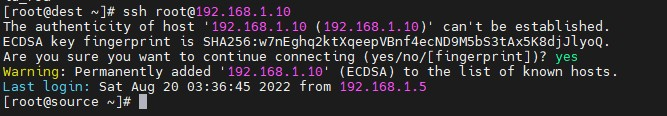 [root@dest ~]# ssh root@192.168.1.10
The authenticity of host '192.168.1.10 (192.168.1.10)' can't be established.
ECDSA key fingerprint is SHA256:w7nEghq2ktXqeepVBnf4ecND9M5bS3tAx5K8djJlyoQ.
Are you sure you want to continue connecting (yes/no/[fingerprint])? yes
Warning: Permanently added '192.168.1.10' (ECDSA) to the list of known hosts.
Last login: Sat Aug 20 03:36:45 2022 from 192.168.1.5
[root@source ~]#